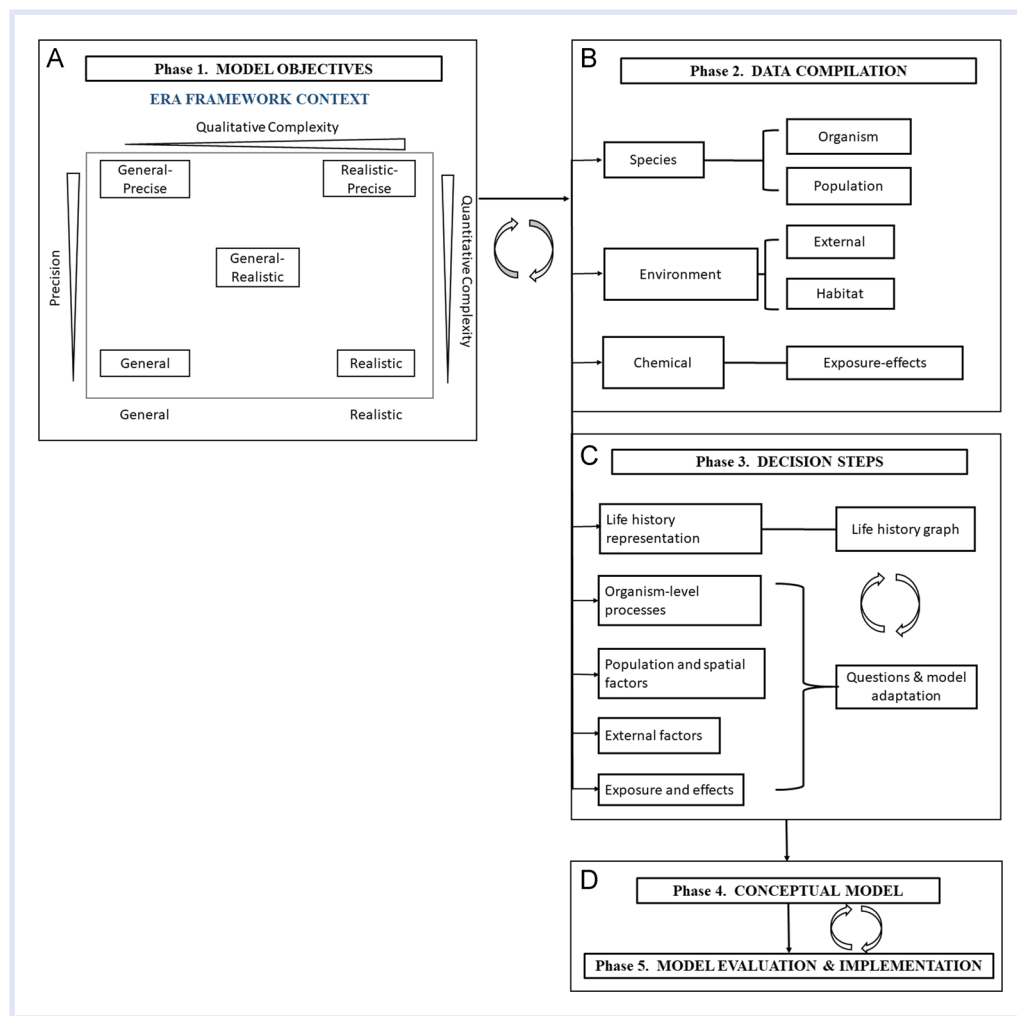 A
Phase 1. MODEL OBJECTIVES
ERA FRAMEWORK CONTEXT
Qualitative Complexity
General-
Precise
Realistic-
Precise
Precision
Quantitative Complexity
General-
Realistic
General
Realistic
General
Realistic
B
Phase 2. DATA COMPILATION
Species
Organism
Population
Environment
External
Habitat
Chemical
Exposure-effects
C
Phase 3. DECISION STEPS
Life history
representation
Life history graph
Organism-level
processes
Population and spatial
factors
Questions & model
adaptation
External factors
Exposure and effects
D
Phase 4. CONCEPTUAL MODEL
Phase 5. MODEL EVALUATION & IMPLEMENTATION